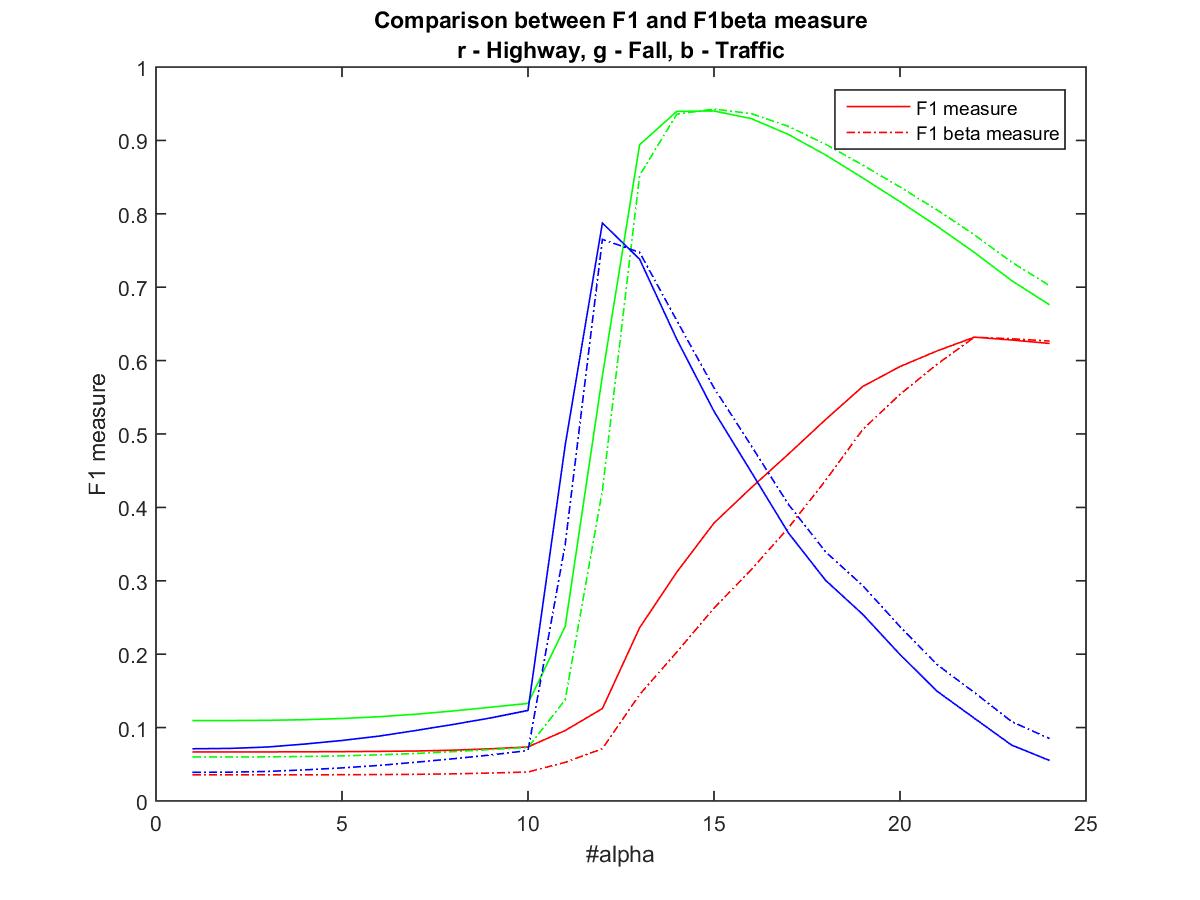 Comparison between F1 and F1beta measure
r - Highway, g - Fall, b - Traffic
F1 measure
F1 beta measure
1
0.9
0.8
0.7
0.6
0.5
0.4
0.3
0.2
0.1
0
F1 measure
0 5 10 15 20 25
#alpha